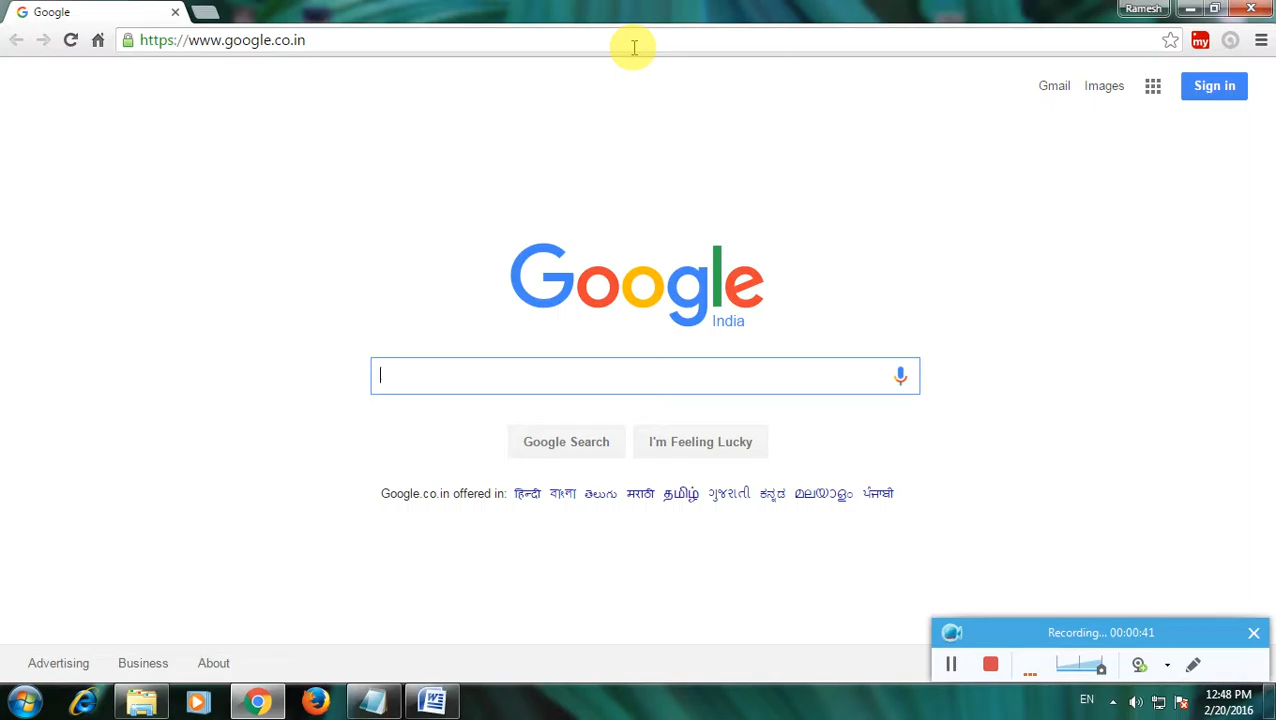 Google
Ramesh
https://www.google.co.in
my
Gmail Images Sign in
Google
India
Google Search I'm Feeling Lucky
Google.co.in offered in: हिन्दी বাংলা తెలుగు मराठी தமிழ் ગુજરાતી ಕನ್ನಡ മലയാളം ਪੰਜਾਬੀ
Recording... 00:00:41
Advertising Business About
EN 12:48 PM
2/20/2016